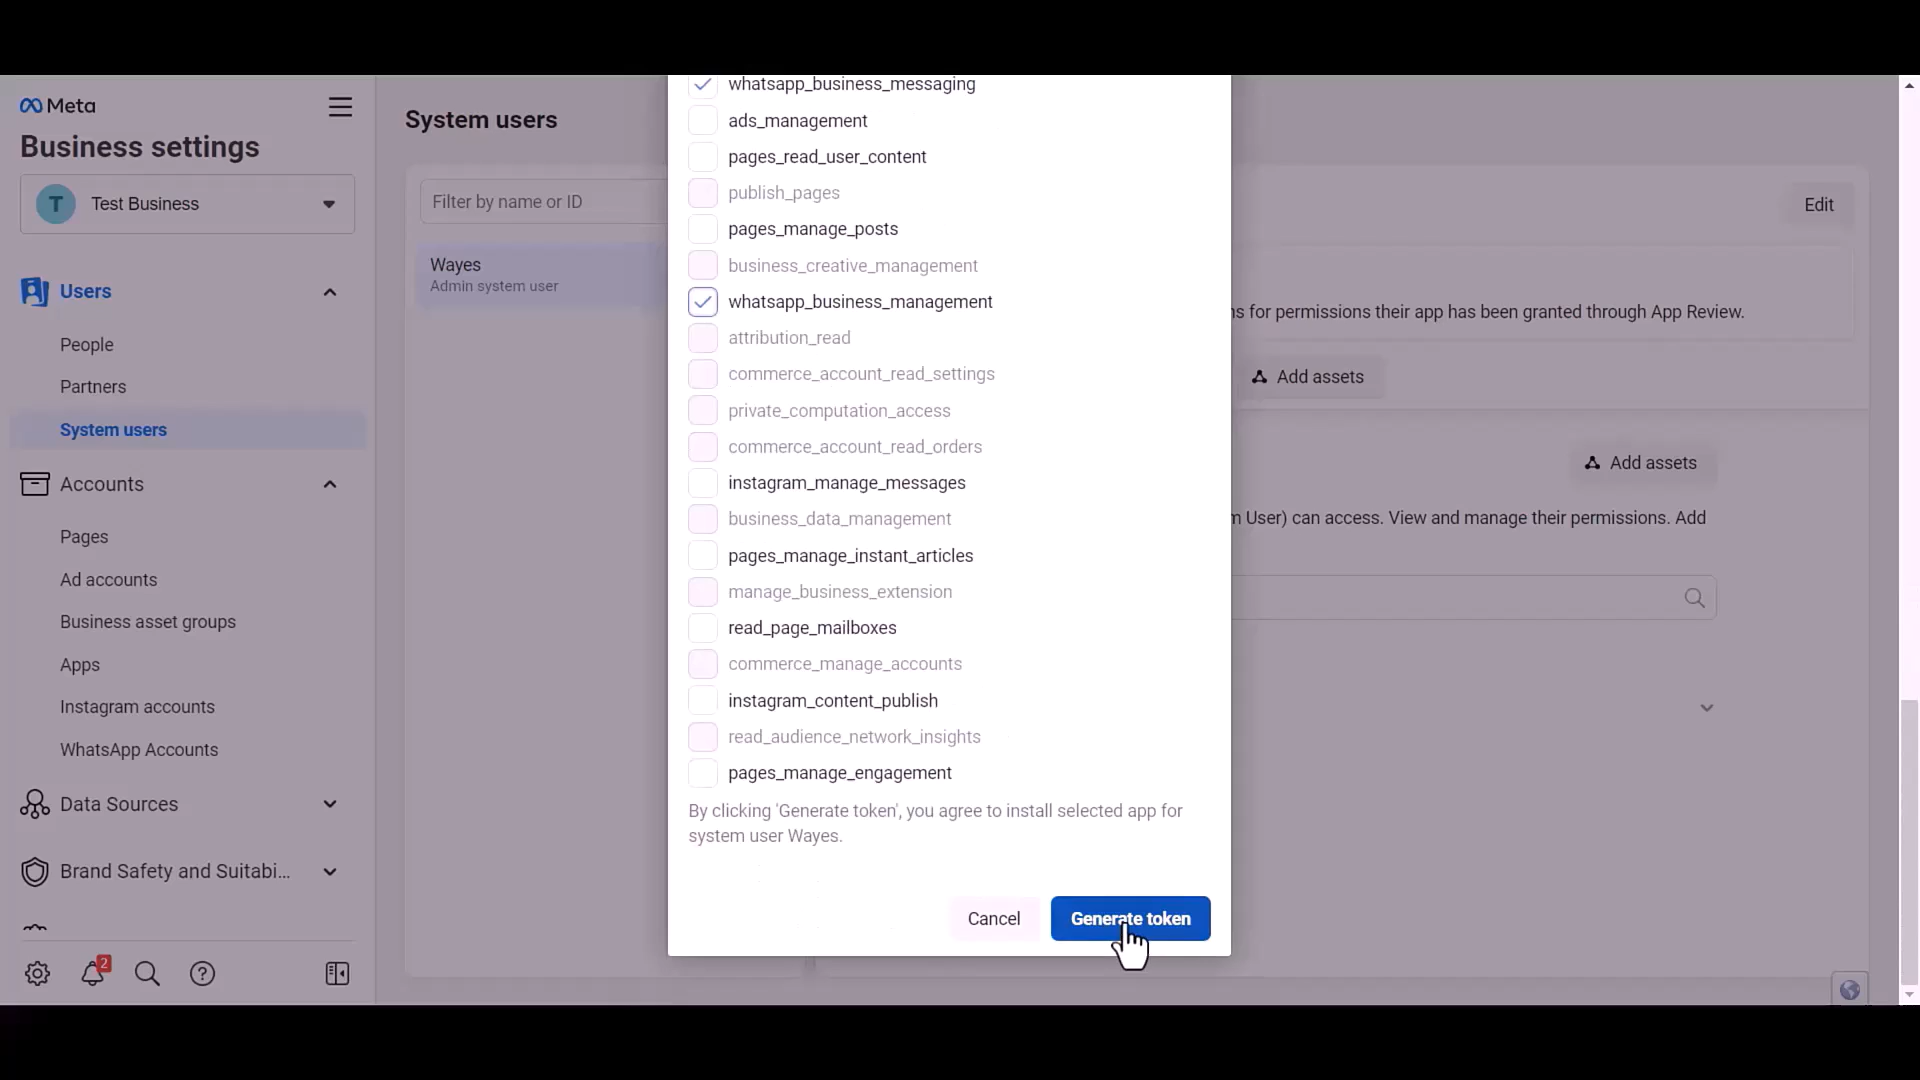 Meta
Business settings
T
Test Business
Users
People
Partners
System users
Accounts
Pages
Ad accounts
Business asset groups
Apps
Instagram accounts
WhatsApp Accounts
Data Sources
Brand Safety and Suitabi...
2
System users
Filter by name or ID
Wayes
Admin system user
whatsapp_business_messaging
ads_management
pages_read_user_content
publish_pages
pages_manage_posts
business_creative_management
whatsapp_business_management
attribution_read
commerce_account_read_settings
private_computation_access
commerce_account_read_orders
instagram_manage_messages
business_data_management
pages_manage_instant_articles
manage_business_extension
read_page_mailboxes
commerce_manage_accounts
instagram_content_publish
read_audience_network_insights
pages_manage_engagement
By clicking 'Generate token', you agree to install selected app for
system user Wayes.
Cancel
Generate token
Edit
ns for permissions their app has been granted through App Review.
Add assets
Add assets
m User) can access. View and manage their permissions. Add